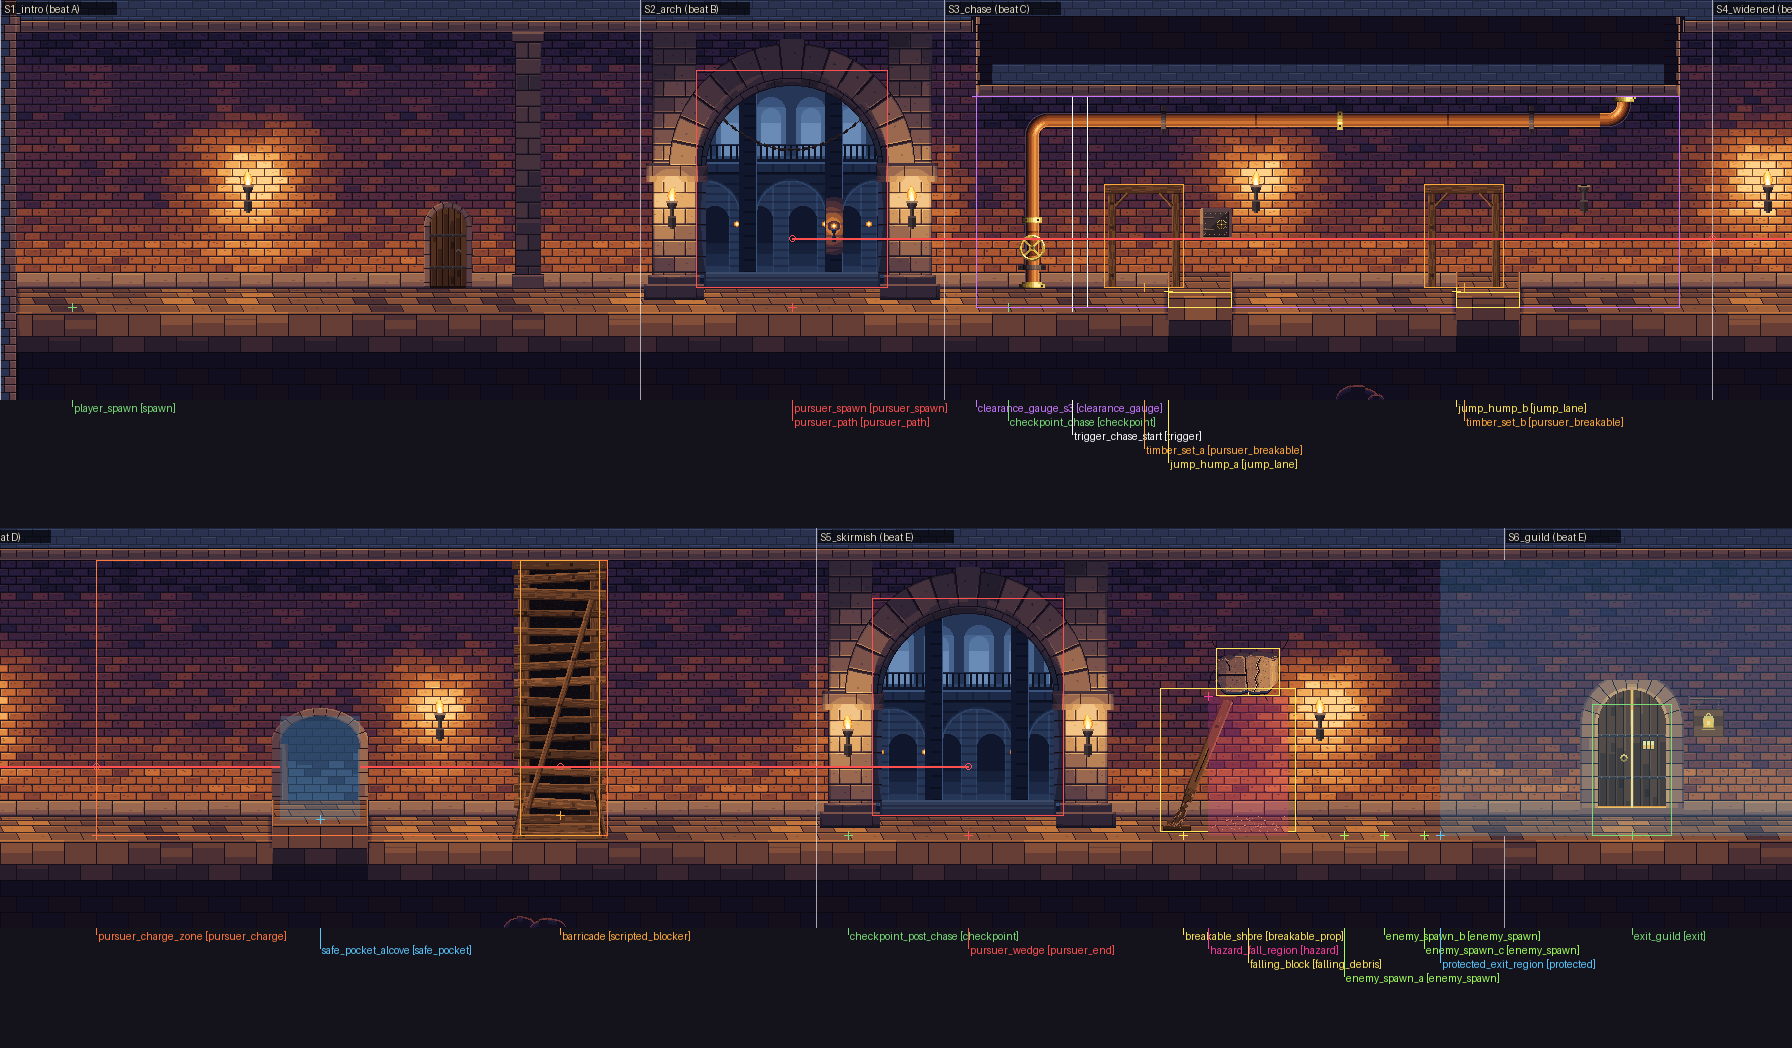 S1_intro (beat A)
S2_arch (beat B)
S3_chase (beat C)
S4_widened (be
player_spawn [spawn]
pursuer_spawn [pursuer_spawn]
pursuer_path [pursuer_path]
clearance_gauge_s3 [clearance_gauge]
checkpoint_chase [checkpoint]
trigger_chase_start [trigger]
timber_set_a [pursuer_breakable]
jump_hump_a [jump_lane]
jump_hump_b [jump_lane]
timber_set_b [pursuer_breakable]
at D)
S5_skirmish (beat E)
S6_guild (beat E)
pursuer_charge_zone [pursuer_charge]
safe_pocket_alcove [safe_pocket]
barricade [scripted_blocker]
checkpoint_post_chase [checkpoint]
pursuer_wedge [pursuer_end]
breakable_shore [breakable_prop]
hazard_fall_region [hazard]
falling_block [falling_debris]
enemy_spawn_a [enemy_spawn]
enemy_spawn_b [enemy_spawn]
enemy_spawn_c [enemy_spawn]
protected_exit_region [protected]
exit_guild [exit]